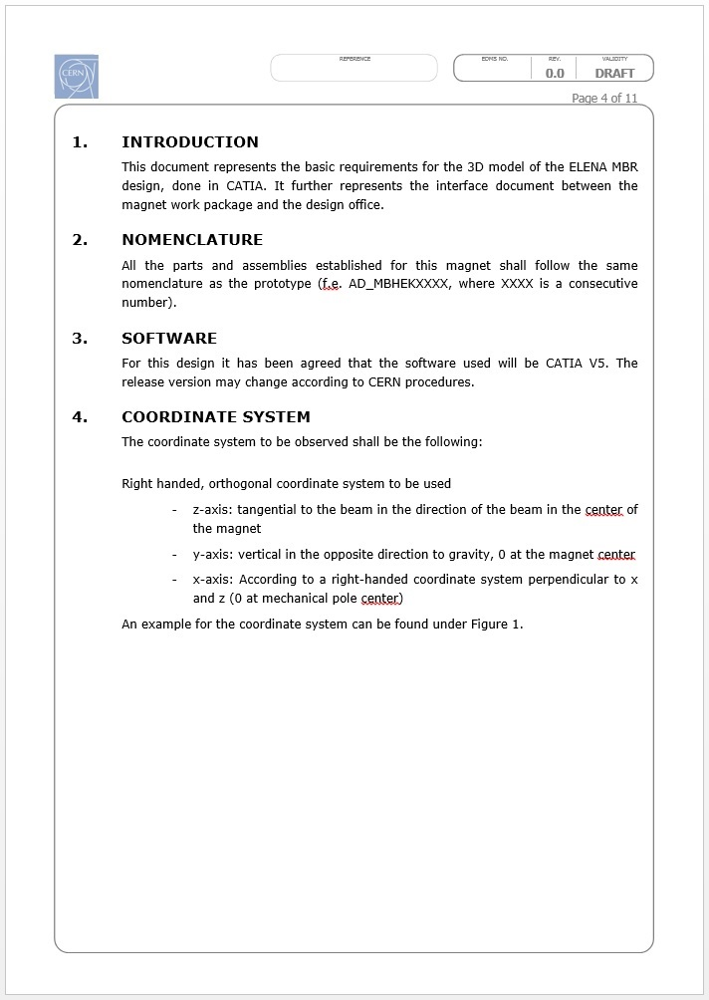 CERN
REFERENCE
EDMS NO.
REV.
VALIDITY
0.0
DRAFT
Page 4 of 11
1. INTRODUCTION
This document represents the basic requirements for the 3D model of the ELENA MBR
design, done in CATIA. It further represents the interface document between the
magnet work package and the design office.
2. NOMENCLATURE
All the parts and assemblies established for this magnet shall follow the same
nomenclature as the prototype (f.e. AD_MBHEKXXXX, where XXXX is a consecutive
number).
3. SOFTWARE
For this design it has been agreed that the software used will be CATIA V5. The
release version may change according to CERN procedures.
4. COORDINATE SYSTEM
The coordinate system to be observed shall be the following:
Right handed, orthogonal coordinate system to be used
- z-axis: tangential to the beam in the direction of the beam in the center of
the magnet
- y-axis: vertical in the opposite direction to gravity, 0 at the magnet center
- x-axis: According to a right-handed coordinate system perpendicular to x
and z (0 at mechanical pole center)
An example for the coordinate system can be found under Figure 1.